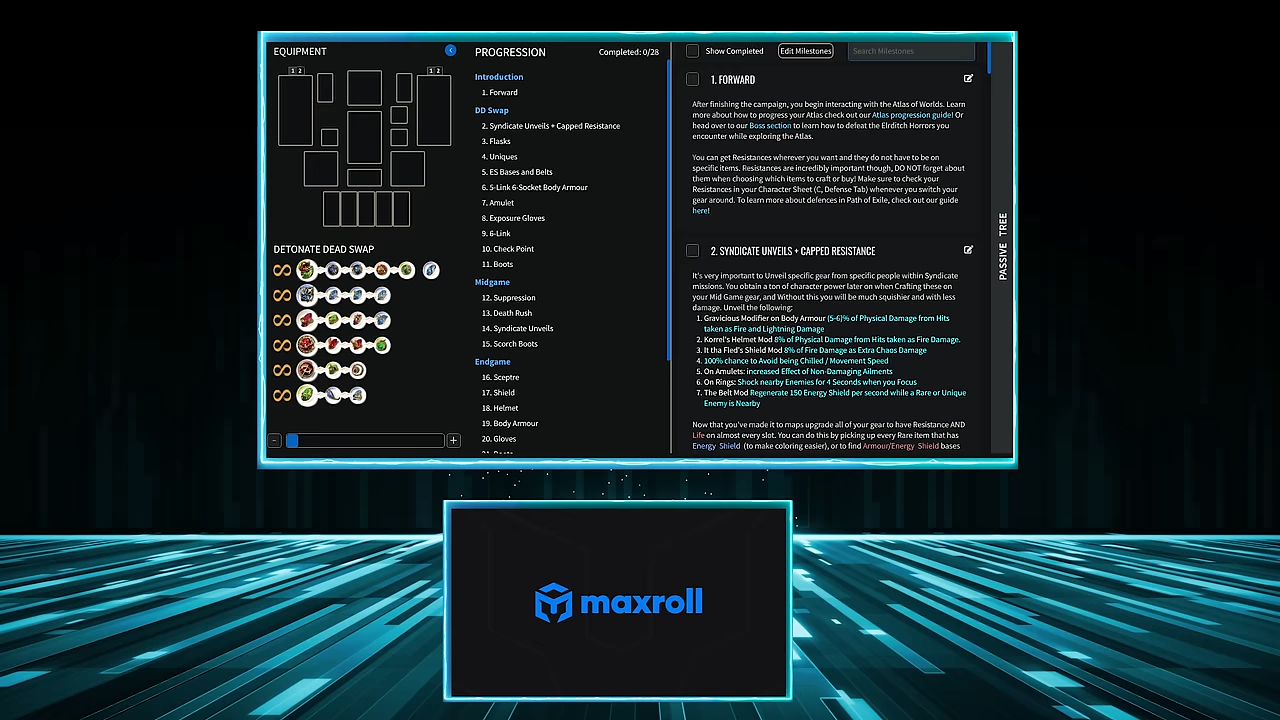 EQUIPMENT
1 2
1 2
DETONATE DEAD SWAP
PROGRESSION
Completed: 0/28
Introduction
1. Forward
DD Swap
2. Syndicate Unveils + Capped Resistance
3. Flasks
4. Uniques
5. ES Bases and Belts
6. 5-Link 6-Socket Body Armour
7. Amulet
8. Exposure Gloves
9. 6-Link
10. Check Point
11. Boots
Midgame
12. Suppression
13. Death Rush
14. Syndicate Unveils
15. Scorch Boots
Endgame
16. Sceptre
17. Shield
18. Helmet
19. Body Armour
20. Gloves
Show Completed
Edit Milestones
Search Milestones
1. FORWARD
After finishing the campaign, you begin interacting with the Atlas of Worlds. Learn
more about how to progress your Atlas check out our Atlas progression guide! Or
head over to our Boss section to learn how to defeat the Elrditch Horrors you
encounter while exploring the Atlas.
You can get Resistances wherever you want and they do not have to be on
specific items. Resistances are incredibly important though, DO NOT forget about
them when choosing which items to craft or buy! Make sure to check your
Resistances in your Character Sheet (C, Defense Tab) whenever you switch your
gear around. To learn more about defences in Path of Exile, check out our guide
here!
2. SYNDICATE UNVEILS + CAPPED RESISTANCE
It's very important to Unveil specific gear from specific people within Syndicate
missions. You obtain a ton of character power later on when Crafting these on
your Mid Game gear, and Without this you will be much squishier and with less
damage. Unveil the following:
1. Gravicious Modifier on Body Armour (5-6)% of Physical Damage from Hits
taken as Fire and Lightning Damage
2. Korrel's Helmet Mod 8% of Physical Damage from Hits taken as Fire Damage.
3. It tha Fled's Shield Mod 8% of Fire Damage as Extra Chaos Damage
4. 100% chance to Avoid being Chilled / Movement Speed
5. On Amulets: increased Effect of Non-Damaging Ailments
6. On Rings: Shock nearby Enemies for 4 Seconds when you Focus
7. The Belt Mod Regenerate 150 Energy Shield per second while a Rare or Unique
Enemy is Nearby
Now that you've made it to maps upgrade all of your gear to have Resistance AND
Life on almost every slot. You can do this by picking up every Rare item that has
Energy Shield (to make coloring easier), or to find Armour/Energy Shield bases
PASSIVE TREE
maxroll